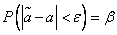 P(|ã − a| < ε) = β